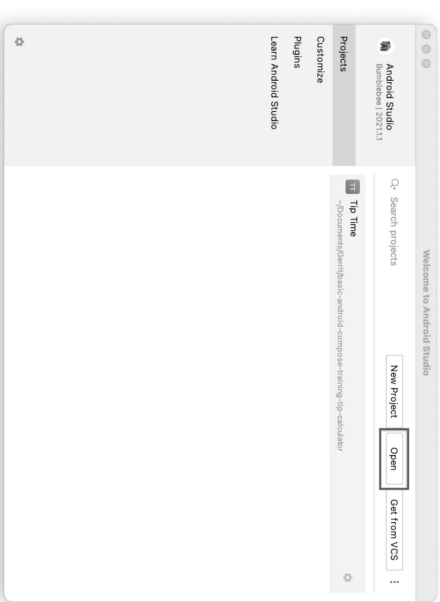 Welcome to Android Studio
Android Studio
Bumblebee | 2021.1.1
Projects
Customize
Plugins
Learn Android Studio
Search projects
New Project
Open
Get from VCS
TT
Tip Time
~/Documents/Gerrit/basic-android-compose-training-tip-calculator